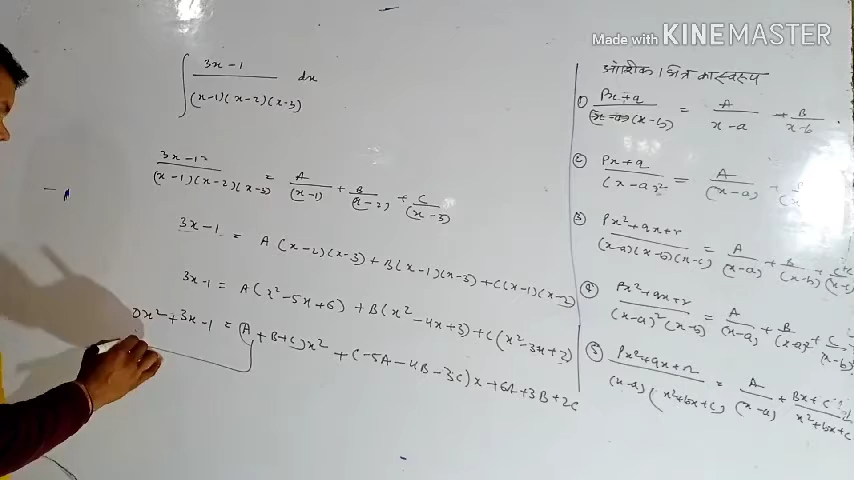 Made with KINEMASTER
∫ (3x-1)/((x-1)(x-2)(x-3)) dx
(3x-1)/((x-1)(x-2)(x-3)) = A/(x-1) + B/(x-2) + C/(x-3)
3x-1 = A(x-2)(x-3) + B(x-1)(x-3) + C(x-1)(x-2)
3x-1 = A(x²-5x+6) + B(x²-4x+3) + C(x²-3x+2)
0x²+3x-1 = (A+B+C)x² + (-5A-4B-3C)x+6A+3B+2C
आंशिक भिन्न का स्वरूप
1) (Px+q)/((x-a)(x-b)) = A/(x-a) + B/(x-b)
2) (Px+q)/(x-a)² = A/(x-a) +
3) (Px²+qx+r)/((x-a)(x-b)(x-c)) = A/(x-a) + B/(x-b) +
4) (Px²+qx+r)/((x-a)²(x-b)) = A/(x-a) + B/(x-a)² + C/(x-b)
5) (Px²+qx+r)/((x-a)(x²+bx+c)) = A/(x-a) + (Bx+C)/(x²+bx+c)